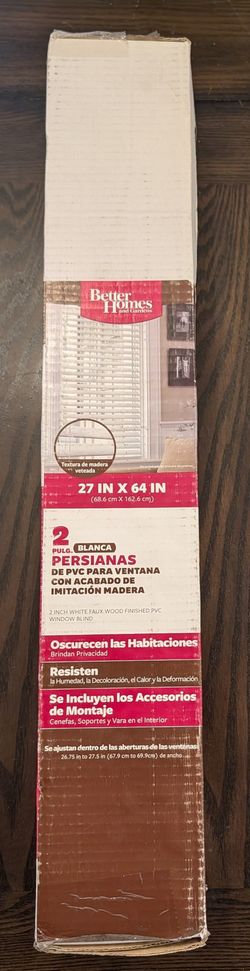 Better
Homes
and Gardens
Textura de madera
veteada
27 IN X 64 IN
(68.6 cm X 162.6 cm)
2
PULG. BLANCA
PERSIANAS
DE PVC PARA VENTANA
CON ACABADO DE
IMITACIÓN MADERA
2 INCH WHITE FAUX WOOD FINISHED PVC
WINDOW BLIND
Oscurecen las Habitaciones
Brindan Privacidad
Resisten
la Humedad, la Decoloración, el Calor y la Deformación
Se Incluyen los Accesorios
de Montaje
Cenefas, Soportes y Vara en el Interior
Se ajustan dentro de las aberturas de las ventanas
26.75 in to 27.5 in (67.9 cm to 69.9cm) de ancho